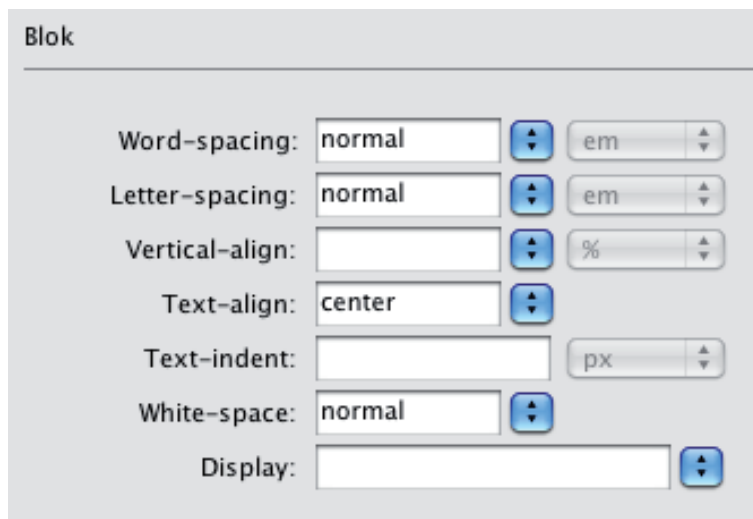 Blok
Word-spacing: normal em
Letter-spacing: normal em
Vertical-align: %
Text-align: center
Text-indent: px
White-space: normal
Display: